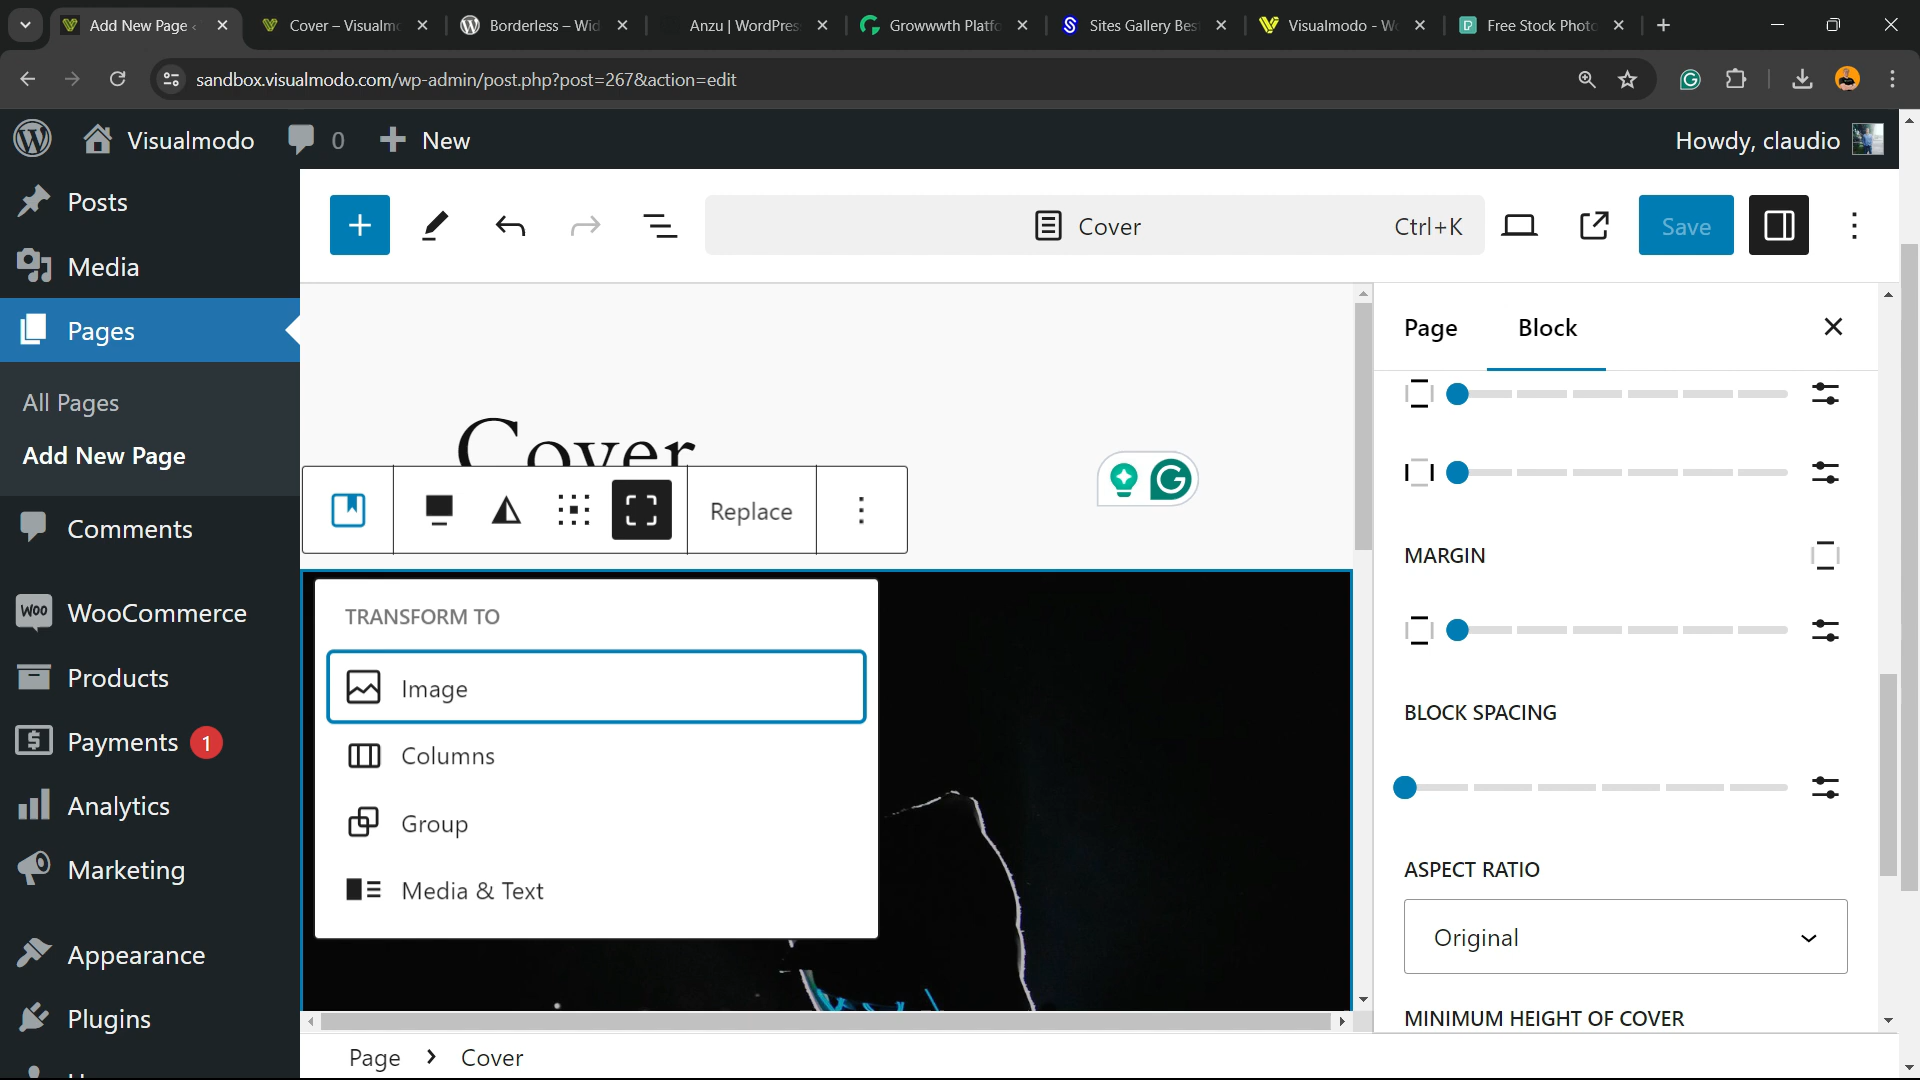 Add New Page
Cover – Visualmo
Borderless – Wid
Anzu | WordPres
Growwwth Platfo
Sites Gallery Bes
Visualmodo - Wo
Free Stock Photo
sandbox.visualmodo.com/wp-admin/post.php?post=267&action=edit
Visualmodo
0
New
Howdy, claudio
Posts
Media
Pages
All Pages
Add New Page
Comments
Woo WooCommerce
Products
Payments 1
Analytics
Marketing
Appearance
Plugins
Cover
Ctrl+K
Save
Cover
Replace
TRANSFORM TO
Image
Columns
Group
Media & Text
Page
Block
MARGIN
BLOCK SPACING
ASPECT RATIO
Original
MINIMUM HEIGHT OF COVER
Page
Cover